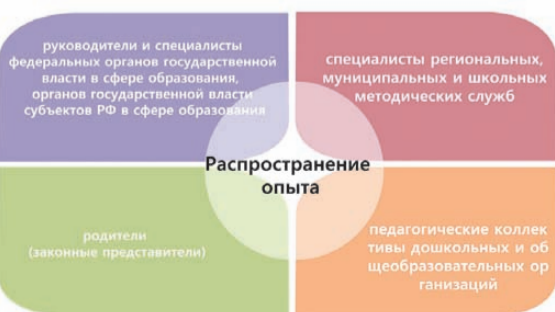 руководители и специалисты
федеральных органов государственной
власти в сфере образования,
органов государственной власти
субъектов РФ в сфере образования
специалисты региональных,
муниципальных и школьных
методических служб
Распространение
опыта
родители
(законные представители)
педагогические коллек
тивы дошкольных и об
щеобразовательных ор
ганизаций